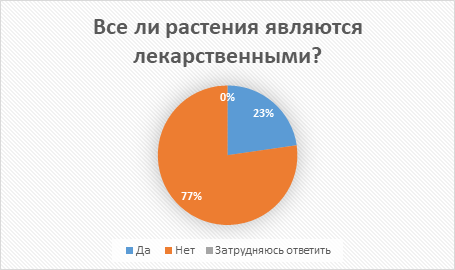 Все ли растения являются
лекарственными?
0%
23%
77%
Да Нет Затрудняюсь ответить